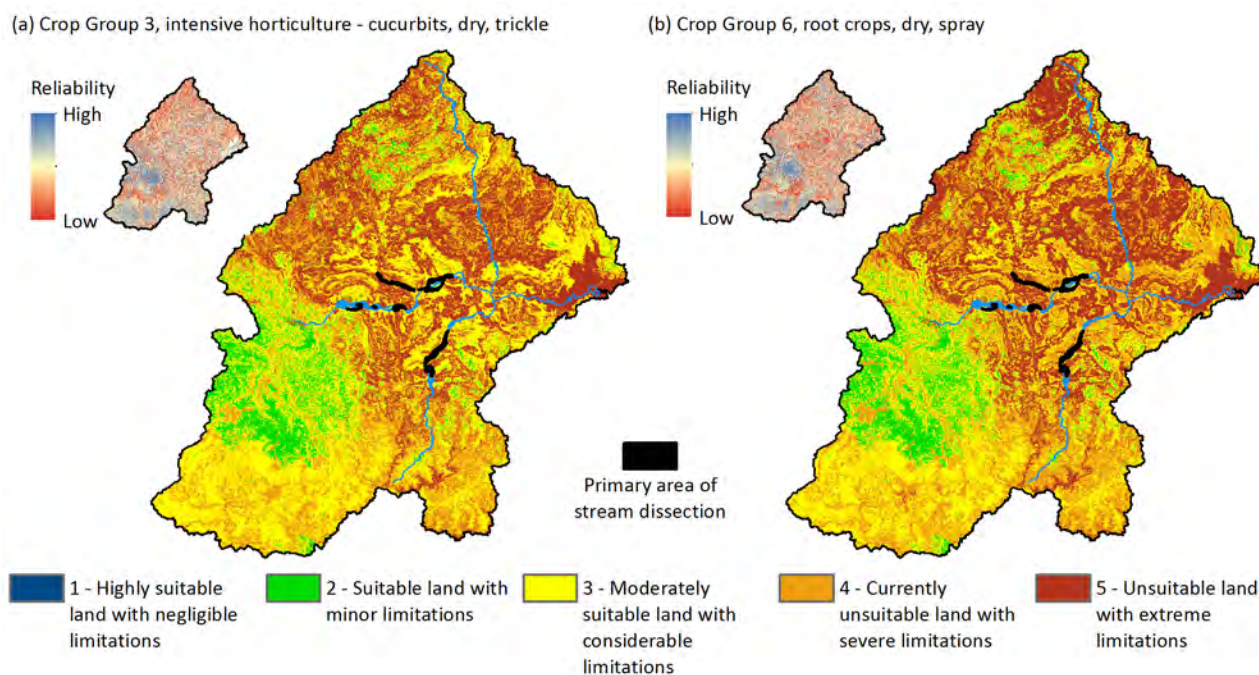 (a) Crop Group 3, intensive horticulture - cucurbits, dry, trickle
(b) Crop Group 6, root crops, dry, spray
Reliability
High
Low
Reliability
High
Low
Primary area of
stream dissection
1 - Highly suitable
land with negligible
limitations
2 - Suitable land with
minor limitations
3 - Moderately
suitable land with
considerable
limitations
4 - Currently
unsuitable land with
severe limitations
5 - Unsuitable land
with extreme
limitations